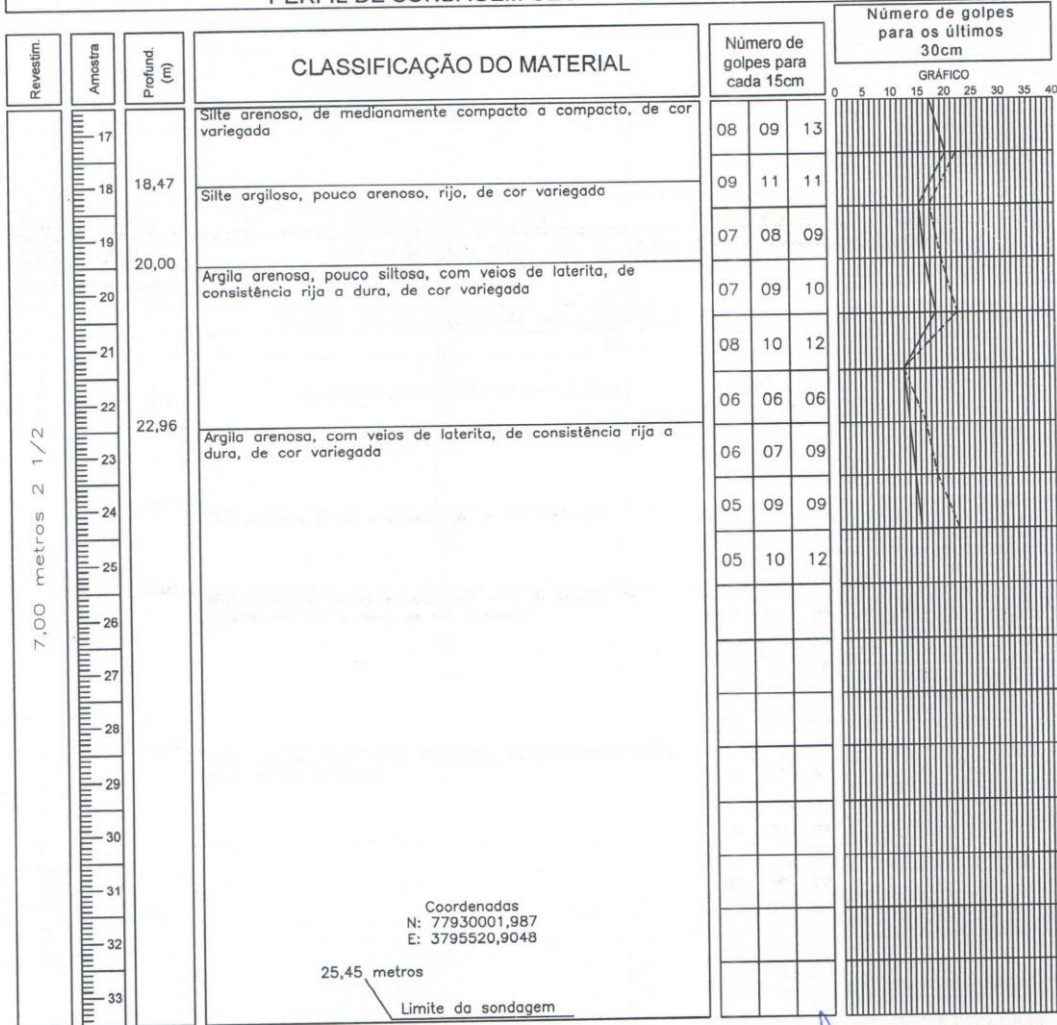 Revestim.
Amostra
Profund.
(m)
CLASSIFICAÇÃO DO MATERIAL
Número de
golpes para
cada 15cm
Número de golpes
para os últimos
30cm
GRÁFICO
0 5 10 15 20 25 30 35 40
7,00 metros 2 1/2
17
Silte arenoso, de medianamente compacto a compacto, de cor
variegada
08 09 13
18
18,47
Silte argiloso, pouco arenoso, rijo, de cor variegada
09 11 11
19
07 08 09
20,00
Argila arenosa, pouco siltosa, com veios de laterita, de
consistência rija a dura, de cor variegada
20
07 09 10
21
08 10 12
22
06 06 06
22,96
Argila arenosa, com veios de laterita, de consistência rija a
dura, de cor variegada
23
06 07 09
24
05 09 09
25
05 10 12
26
27
28
29
30
31
32
33
Coordenadas
N: 77930001,987
E: 3795520,9048
25,45 metros
Limite da sondagem